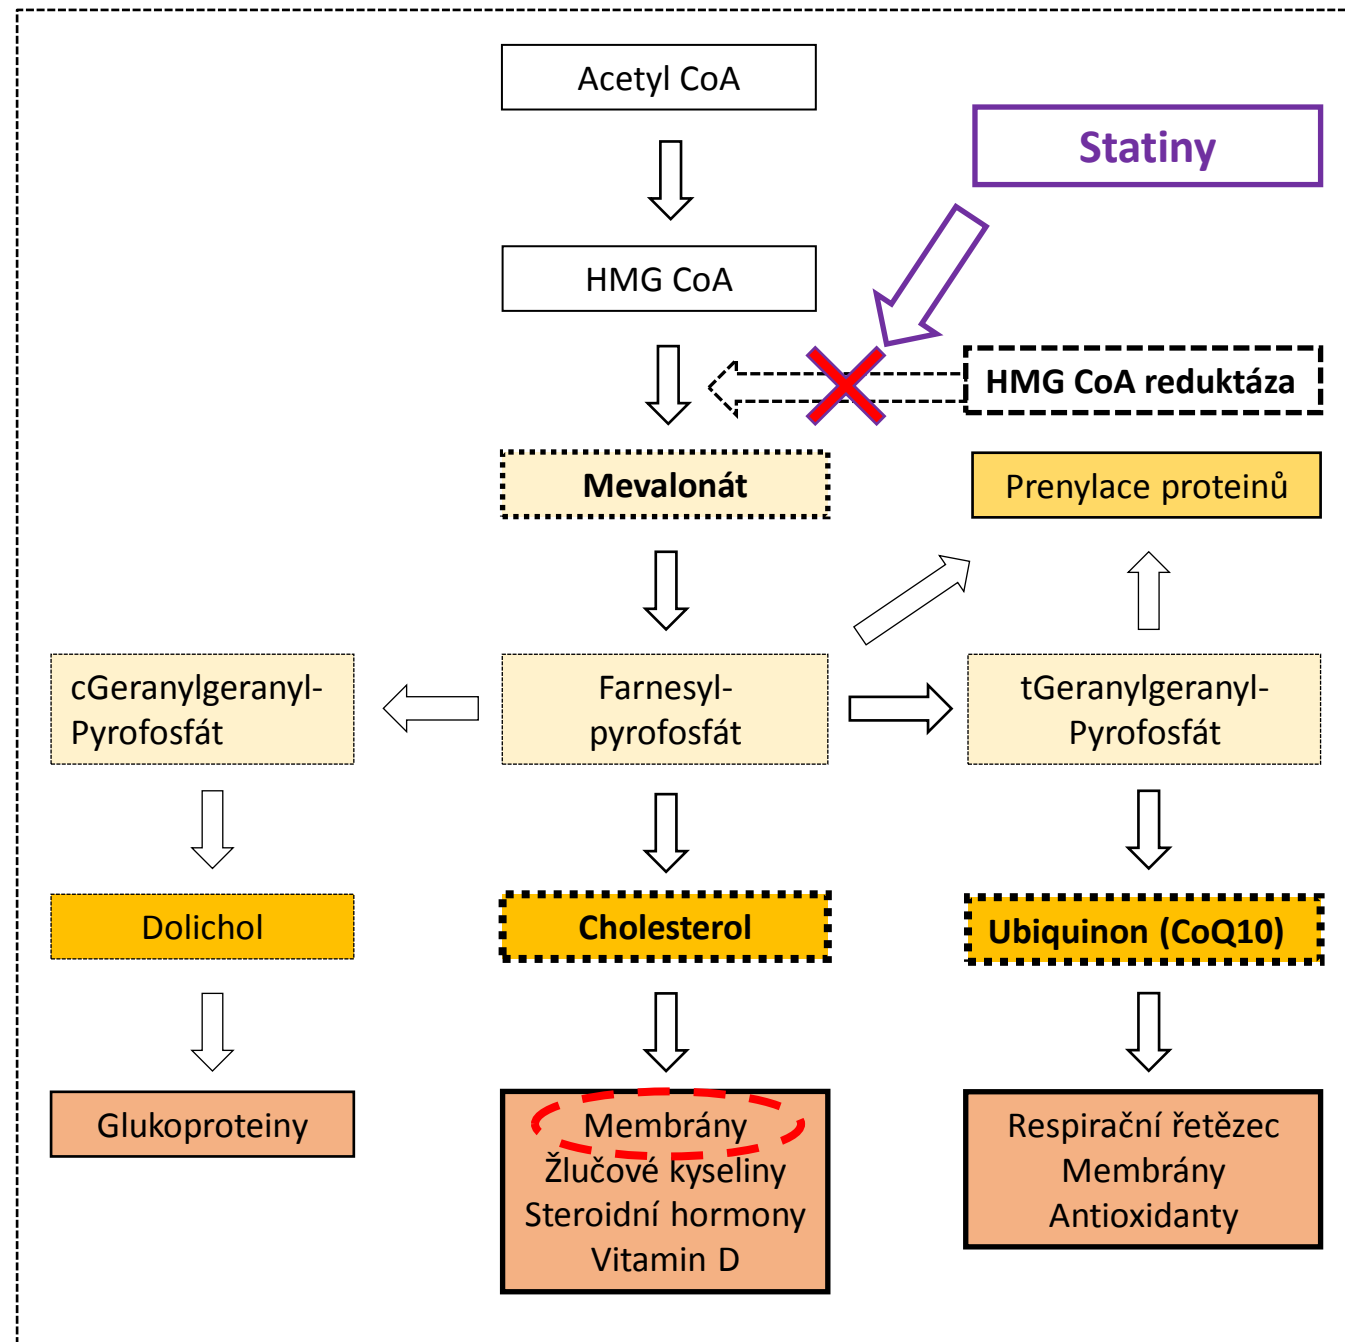 Acetyl CoA
Statiny
HMG CoA
HMG CoA reduktáza
Mevalonát
Prenylace proteinů
cGeranylgeranyl-
Pyrofosfát
Farnesyl-
pyrofosfát
tGeranylgeranyl-
Pyrofosfát
Dolichol
Cholesterol
Ubiquinon (CoQ10)
Glukoproteiny
Membrány
Žlučové kyseliny
Steroidní hormony
Vitamin D
Respirační řetězec
Membrány
Antioxidanty